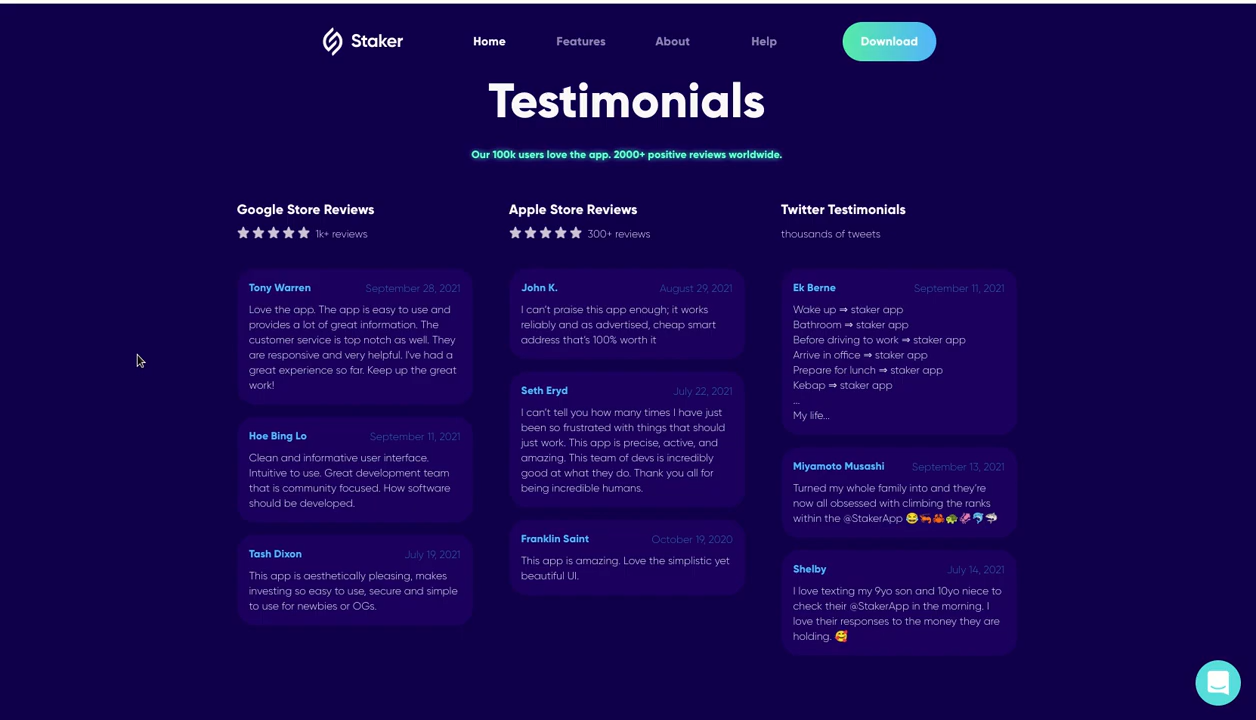 Staker
Home
Features
About
Help
Download
Testimonials
Our 100k users love the app. 2000+ positive reviews worldwide.
Google Store Reviews
1k+ reviews
Tony Warren
September 28, 2021
Love the app. The app is easy to use and
provides a lot of great information. The
customer service is top notch as well. They
are responsive and very helpful. I've had a
great experience so far. Keep up the great
work!
Hoe Bing Lo
September 11, 2021
Clean and informative user interface.
Intuitive to use. Great development team
that is community focused. How software
should be developed.
Tash Dixon
July 19, 2021
This app is aesthetically pleasing, makes
investing so easy to use, secure and simple
to use for newbies or OGs.
Apple Store Reviews
300+ reviews
John K.
August 29, 2021
I can't praise this app enough; it works
reliably and as advertised, cheap smart
address that's 100% worth it
Seth Eryd
July 22, 2021
I can't tell you how many times I have just
been so frustrated with things that should
just work. This app is precise, active, and
amazing. This team of devs is incredibly
good at what they do. Thank you all for
being incredible humans.
Franklin Saint
October 19, 2020
This app is amazing. Love the simplistic yet
beautiful UI.
Twitter Testimonials
thousands of tweets
Ek Berne
September 11, 2021
Wake up ⇒ staker app
Bathroom ⇒ staker app
Before driving to work ⇒ staker app
Arrive in office ⇒ staker app
Prepare for lunch ⇒ staker app
Kebap ⇒ staker app
...
My life...
Miyamoto Musashi
September 13, 2021
Turned my whole family into and they're
now all obsessed with climbing the ranks
within the @StakerApp 😂🦐🦀🐢🦑🐬🦈
Shelby
July 14, 2021
I love texting my 9yo son and 10yo niece to
check their @StakerApp in the morning. I
love their responses to the money they are
holding. 🥰